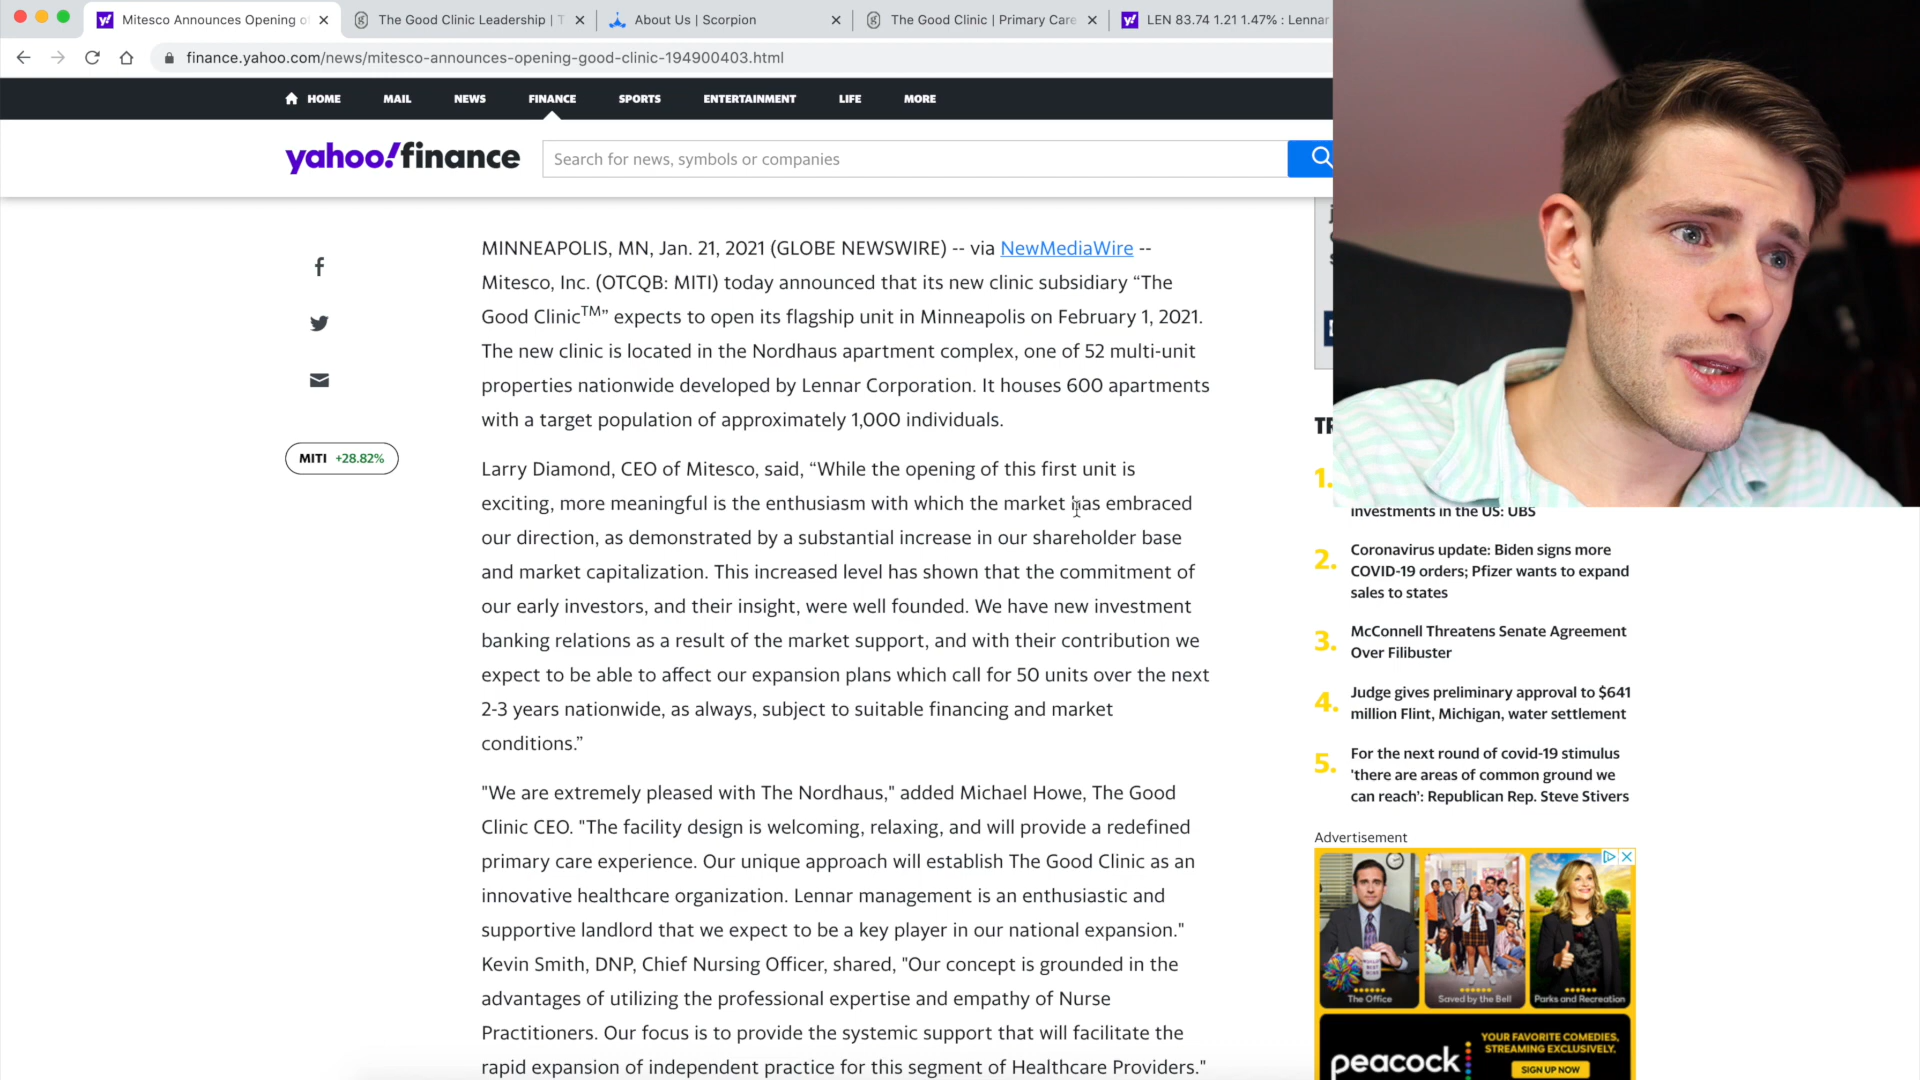 Mitesco Announces Opening o
The Good Clinic Leadership | T
About Us | Scorpion
The Good Clinic | Primary Care
LEN 83.74 1.21 1.47% : Lennar
finance.yahoo.com/news/mitesco-announces-opening-good-clinic-194900403.html
HOME MAIL NEWS FINANCE SPORTS ENTERTAINMENT LIFE MORE
yahoo!finance
Search for news, symbols or companies
MINNEAPOLIS, MN, Jan. 21, 2021 (GLOBE NEWSWIRE) -- via NewMediaWire --
Mitesco, Inc. (OTCQB: MITI) today announced that its new clinic subsidiary “The
Good Clinic™” expects to open its flagship unit in Minneapolis on February 1, 2021.
The new clinic is located in the Nordhaus apartment complex, one of 52 multi-unit
properties nationwide developed by Lennar Corporation. It houses 600 apartments
with a target population of approximately 1,000 individuals.
MITI +28.82%
Larry Diamond, CEO of Mitesco, said, “While the opening of this first unit is
exciting, more meaningful is the enthusiasm with which the market has embraced
our direction, as demonstrated by a substantial increase in our shareholder base
and market capitalization. This increased level has shown that the commitment of
our early investors, and their insight, were well founded. We have new investment
banking relations as a result of the market support, and with their contribution we
expect to be able to affect our expansion plans which call for 50 units over the next
2-3 years nationwide, as always, subject to suitable financing and market
conditions.”
"We are extremely pleased with The Nordhaus," added Michael Howe, The Good
Clinic CEO. "The facility design is welcoming, relaxing, and will provide a redefined
primary care experience. Our unique approach will establish The Good Clinic as an
innovative healthcare organization. Lennar management is an enthusiastic and
supportive landlord that we expect to be a key player in our national expansion."
Kevin Smith, DNP, Chief Nursing Officer, shared, "Our concept is grounded in the
advantages of utilizing the professional expertise and empathy of Nurse
Practitioners. Our focus is to provide the systemic support that will facilitate the
rapid expansion of independent practice for this segment of Healthcare Providers."
TR
1.
investments in the US: UBS
2. Coronavirus update: Biden signs more
COVID-19 orders; Pfizer wants to expand
sales to states
3. McConnell Threatens Senate Agreement
Over Filibuster
4. Judge gives preliminary approval to $641
million Flint, Michigan, water settlement
5. For the next round of covid-19 stimulus
'there are areas of common ground we
can reach': Republican Rep. Steve Stivers
Advertisement
The Office
Saved by the Bell
Parks and Recreation
peacock
YOUR FAVORITE COMEDIES,
STREAMING EXCLUSIVELY.
SIGN UP NOW